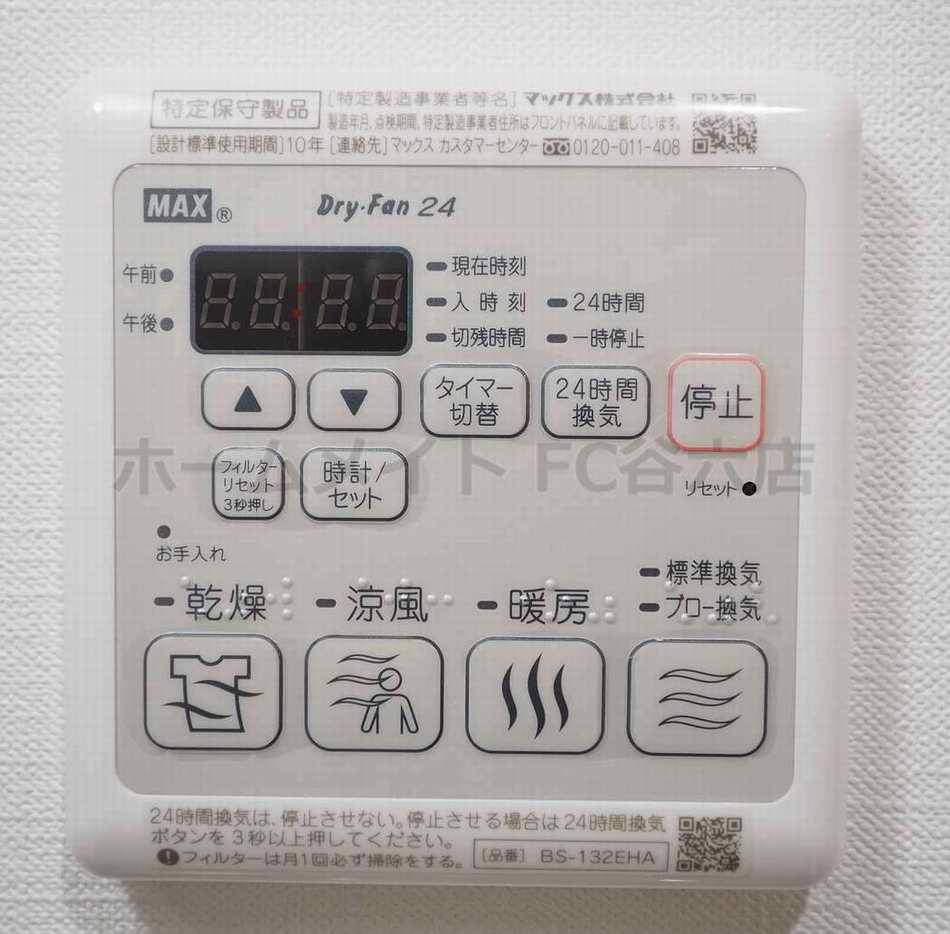 特定保守製品 [特定製造事業者等名] マックス株式会社
製造年月、点検期間、特定製造事業者住所はフロントパネルに記載しています。
[設計標準使用期間]10年 [連絡先]マックス カスタマーセンター 0120-011-408
MAX® Dry・Fan 24
午前 88:88 現在時刻
入時刻 24時間
午後 切残時間 一時停止
▲ ▼ タイマー切替 24時間換気 停止
ホームメイト FC谷六店
フィルターリセット3秒押し 時計/セット リセット
お手入れ
標準換気
乾燥 涼風 暖房 ブロー換気
24時間換気は、停止させない。停止させる場合は24時間換気
ボタンを3秒以上押してください。
フィルターは月1回必ず掃除をする。 [品番] BS-132EHA